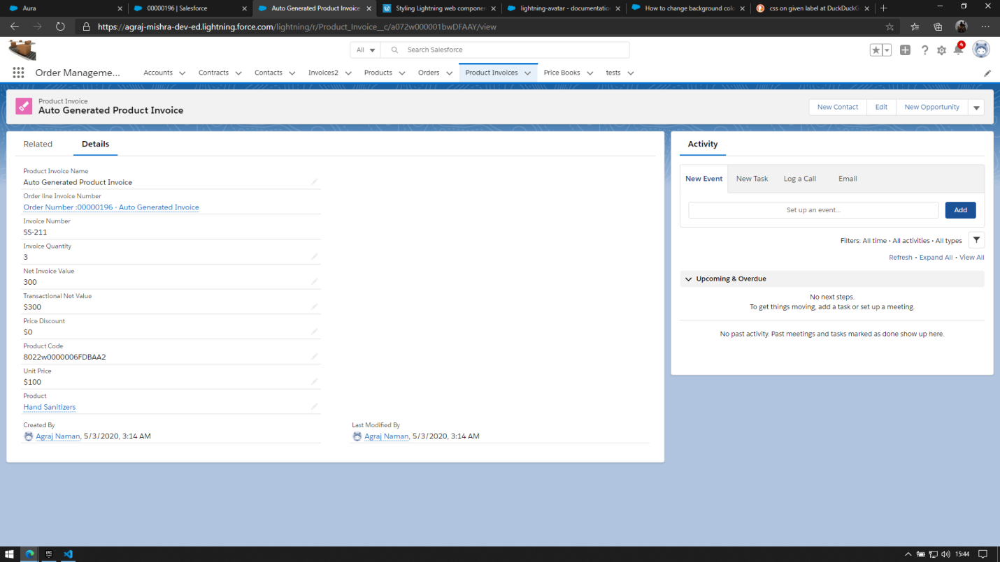 Aura
00000196 | Salesforce
Auto Generated Product Invoice
Styling Lightning web componen
lightning-avatar - documentatio
How to change background colo
css on given label at DuckDuckG
https://agraj-mishra-dev-ed.lightning.force.com/lightning/r/Product_Invoice__c/a072w000001bwDFAAY/view
All
Search Salesforce
4
Order Manageme...
Accounts
Contracts
Contacts
Invoices2
Products
Orders
Product Invoices
Price Books
tests
Product Invoice
Auto Generated Product Invoice
New Contact
Edit
New Opportunity
Related
Details
Product Invoice Name
Auto Generated Product Invoice
Order line Invoice Number
Order Number :00000196 - Auto Generated Invoice
Invoice Number
SS-211
Invoice Quantity
3
Net Invoice Value
300
Transactional Net Value
$300
Price Discount
$0
Product Code
8022w0000006FDBAA2
Unit Price
$100
Product
Hand Sanitizers
Created By
Agraj Naman, 5/3/2020, 3:14 AM
Last Modified By
Agraj Naman, 5/3/2020, 3:14 AM
Activity
New Event
New Task
Log a Call
Email
Set up an event...
Add
Filters: All time • All activities • All types
Refresh • Expand All • View All
Upcoming & Overdue
No next steps.
To get things moving, add a task or set up a meeting.
No past activity. Past meetings and tasks marked as done show up here.
15:44